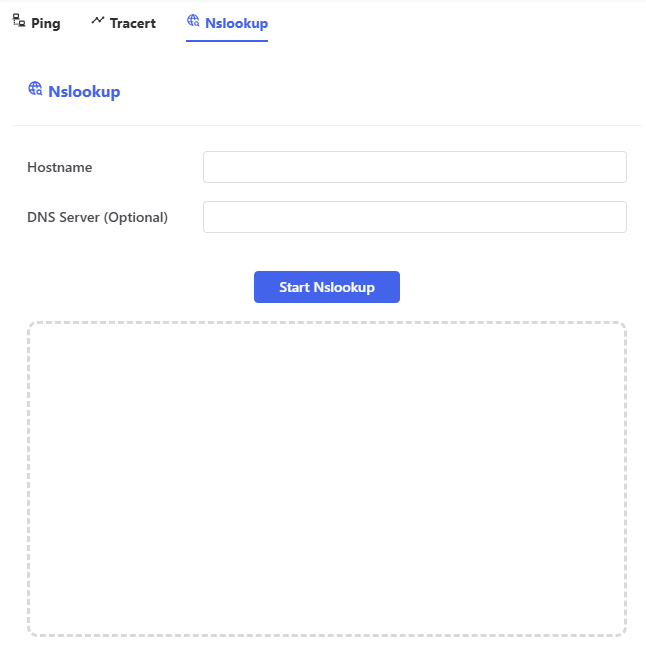 Ping Tracert Nslookup
Nslookup
Hostname
DNS Server (Optional)
Start Nslookup